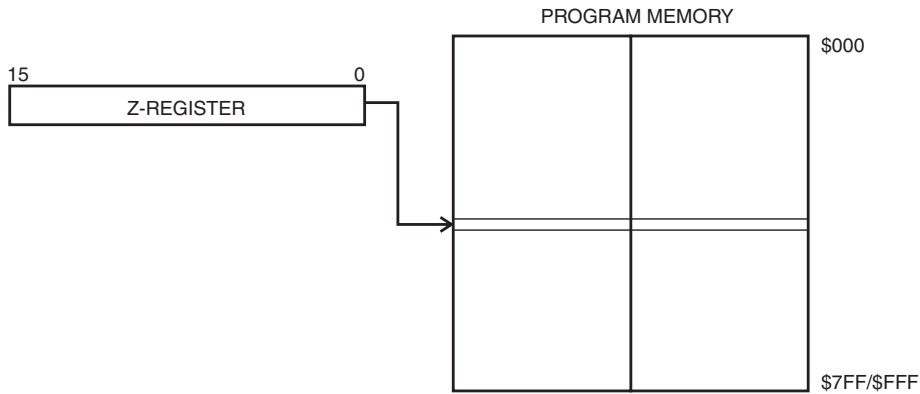 PROGRAM MEMORY
$000
15 0
Z-REGISTER
$7FF/$FFF